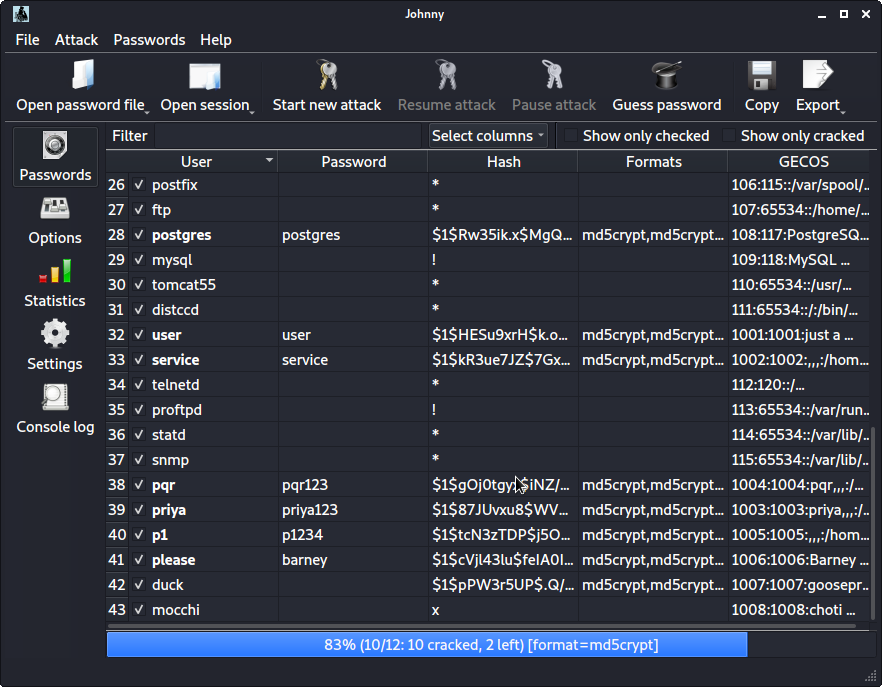 Johnny
File Attack Passwords Help
Open password file Open session Start new attack Resume attack Pause attack Guess password Copy Export
Filter Select columns Show only checked Show only cracked
Passwords
Options
Statistics
Settings
Console log
User Password Hash Formats GECOS
26 postfix * 106:115::/var/spool/...
27 ftp * 107:65534::/home/...
28 postgres postgres $1$Rw35ik.x$MgQ... md5crypt,md5crypt... 108:117:PostgreSQ...
29 mysql ! 109:118:MySQL ...
30 tomcat55 * 110:65534::/usr/...
31 distccd * 111:65534::/:/bin/...
32 user user $1$HESu9xrH$k.o... md5crypt,md5crypt... 1001:1001:just a ...
33 service service $1$kR3ue7JZ$7Gx... md5crypt,md5crypt... 1002:1002:,,,:/hom...
34 telnetd * 112:120::/...
35 proftpd ! 113:65534::/var/run...
36 statd * 114:65534::/var/lib/...
37 snmp * 115:65534::/var/lib/...
38 pqr pqr123 md5crypt,md5crypt... 1004:1004:pqr,,,:/...
39 priya priya123 $1$87JUvxu8$WV... md5crypt,md5crypt... 1003:1003:priya,,,:/...
40 p1 p1234 $1$tcN3zTDP$j5O... md5crypt,md5crypt... 1005:1005:,,,:/hom...
41 please barney $1$cVjl43lu$feIA0I... md5crypt,md5crypt... 1006:1006:Barney ...
42 duck $1$pPW3r5UP$.Q/... md5crypt,md5crypt... 1007:1007:goosepr...
43 mocchi x 1008:1008:choti ...
83% (10/12: 10 cracked, 2 left) [format=md5crypt]